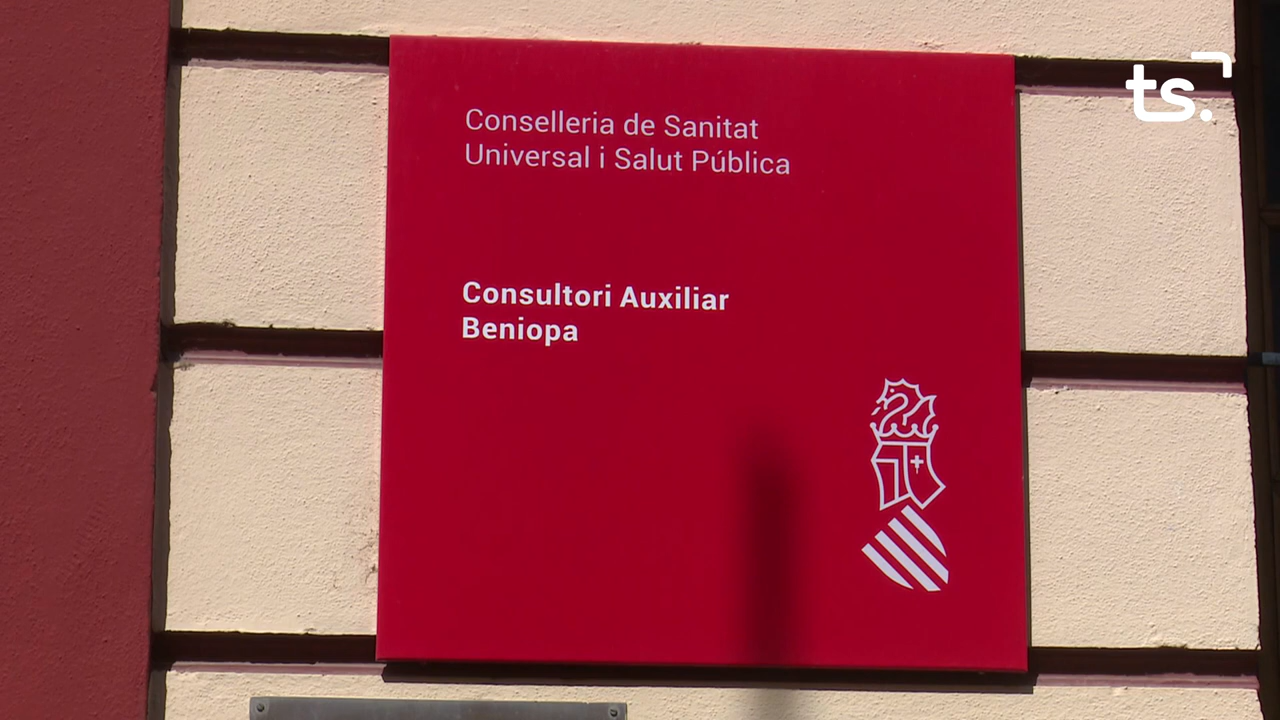 ts.
Conselleria de Sanitat
Universal i Salut Pública
Consultori Auxiliar
Beniopa